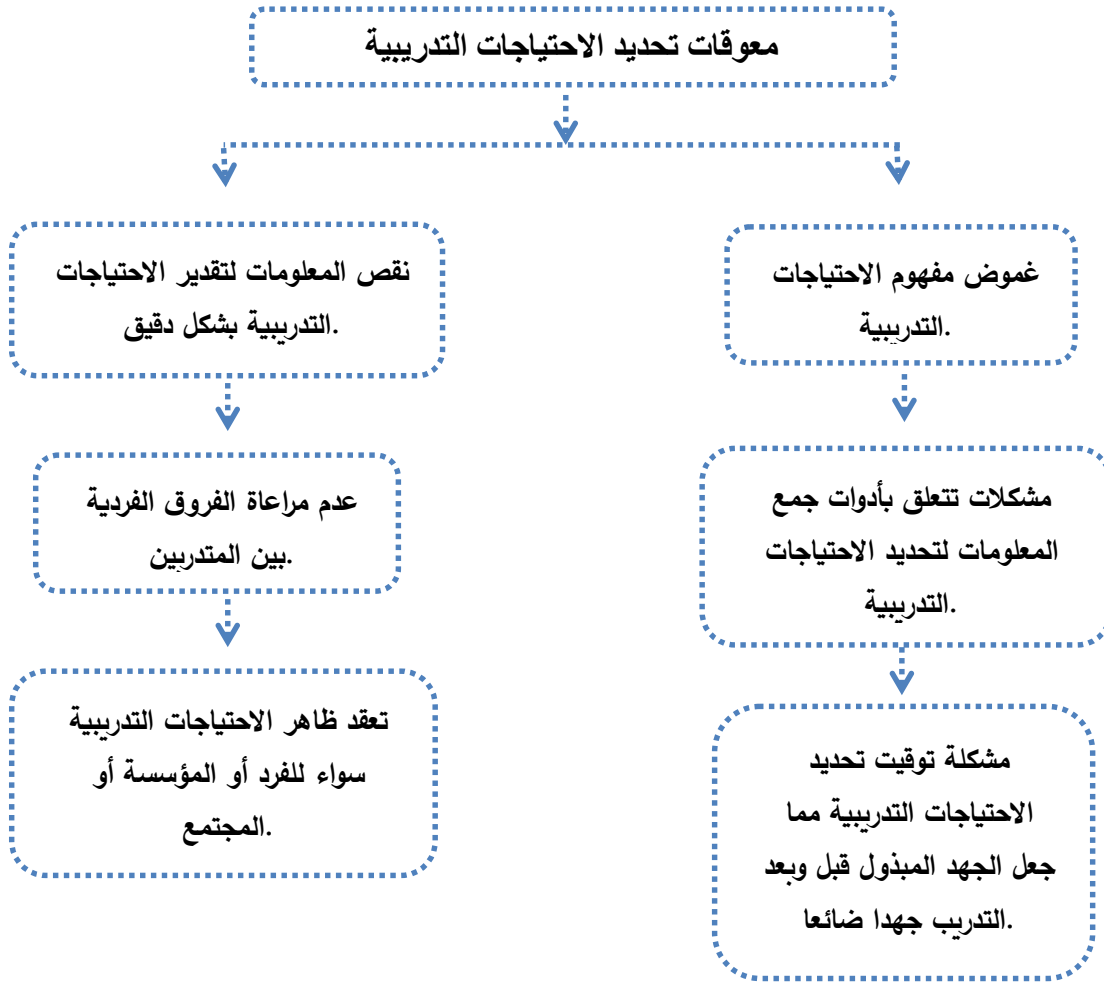 معوقات تحديد الاحتياجات التدريبية
غموض مفهوم الاحتياجات
التدريبية.
مشكلات تتعلق بأدوات جمع
المعلومات لتحديد الاحتياجات
التدريبية.
مشكلة توقيت تحديد
الاحتياجات التدريبية مما
جعل الجهد المبذول قبل وبعد
التدريب جهدا ضائعا.
نقص المعلومات لتقدير الاحتياجات
التدريبية بشكل دقيق.
عدم مراعاة الفروق الفردية
بين المتدربين.
تعقد ظاهر الاحتياجات التدريبية
سواء للفرد أو المؤسسة أو
المجتمع.